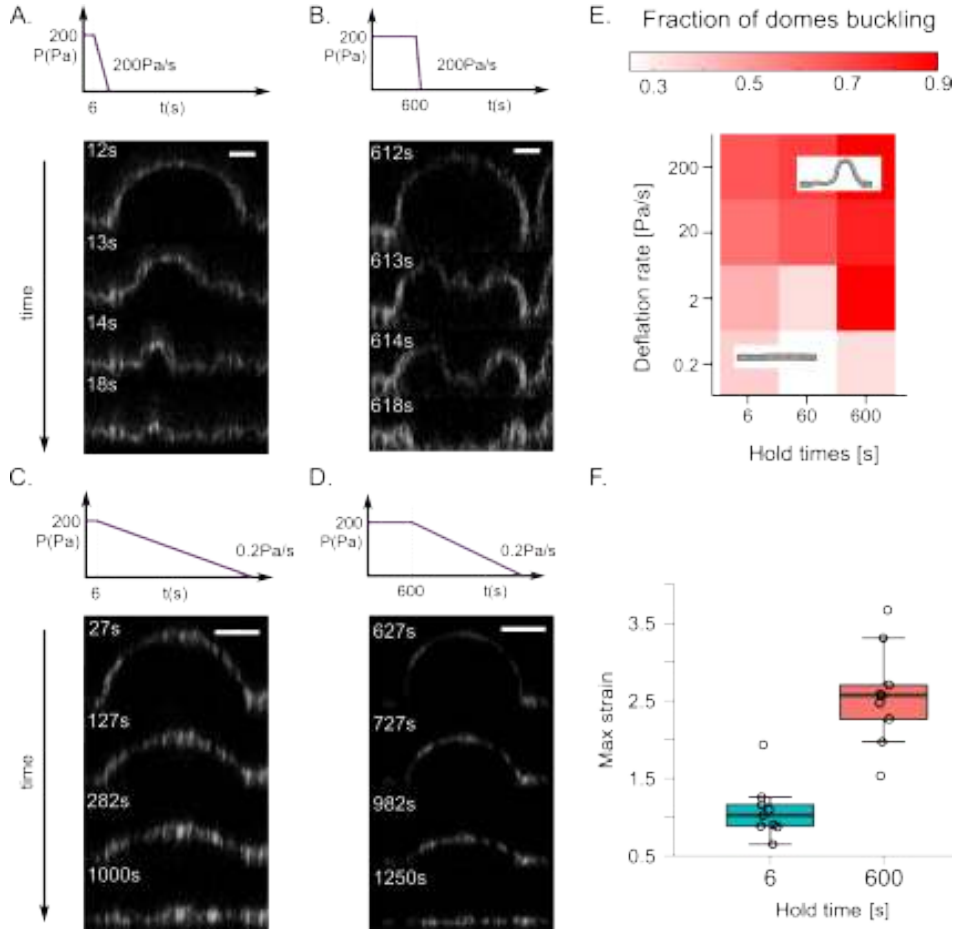 A.
200
P(Pa)
200Pa/s
6
t(s)
12s
13s
14s
18s
time
B.
200
P(Pa)
200Pa/s
600
t(s)
612s
613s
614s
618s
C.
200
P(Pa)
0.2Pa/s
6
t(s)
27s
127s
282s
1000s
time
D.
200
P(Pa)
0.2Pa/s
600
t(s)
627s
727s
982s
1250s
E.
Fraction of domes buckling
0.3 0.5 0.7 0.9
Deflation rate [Pa/s]
200
20
2
0.2
6 60 600
Hold times [s]
F.
Max strain
3.5
2.5
1.5
0.5
6 600
Hold time [s]